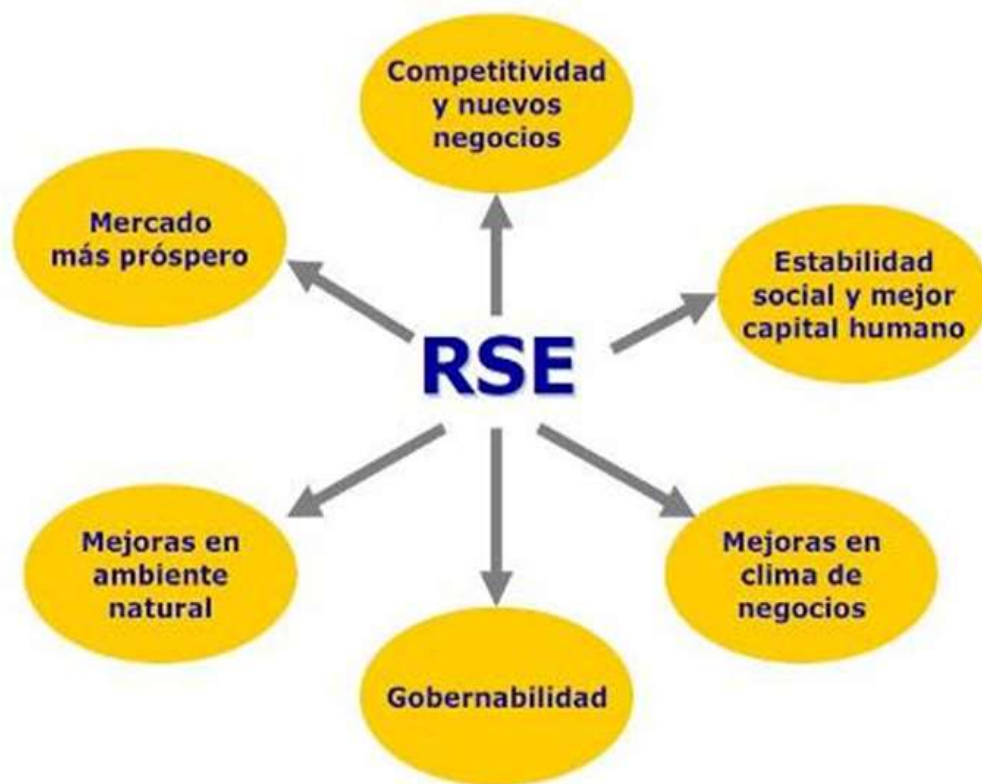 Competitividad
y nuevos
negocios
Mercado
más próspero
Estabilidad
social y mejor
capital humano
RSE
Mejoras en
ambiente
natural
Mejoras en
clima de
negocios
Gobernabilidad